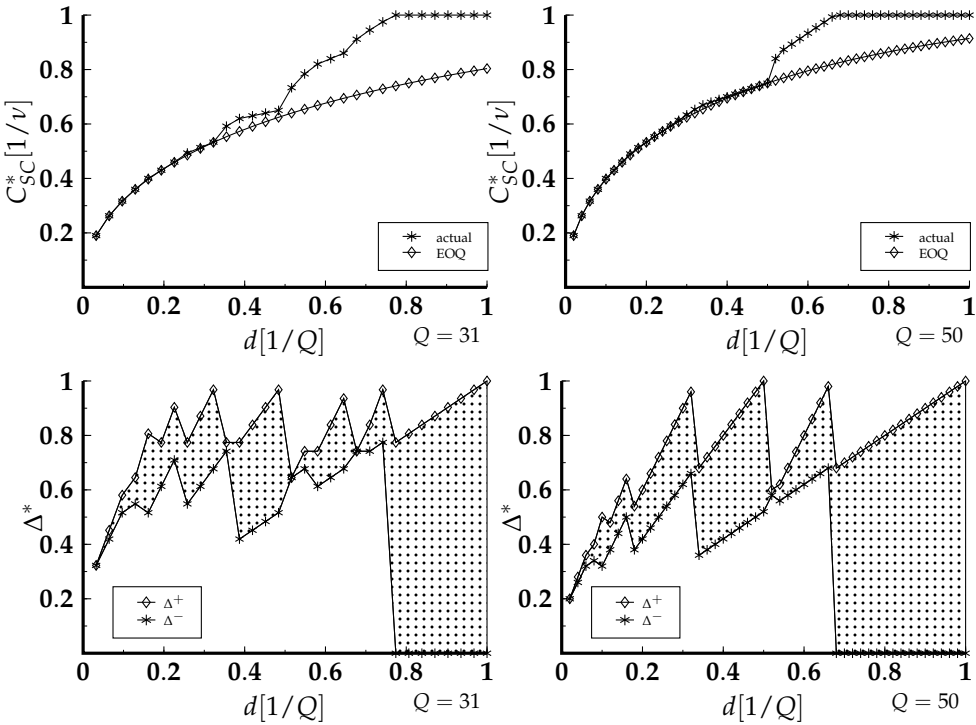 1
0.8
0.6
0.4
0.2
C*SC[1/ν]
actual
EOQ
0 0.2 0.4 0.6 0.8 1
d[1/Q]
Q = 31
1
0.8
0.6
0.4
0.2
C*SC[1/ν]
actual
EOQ
0 0.2 0.4 0.6 0.8 1
d[1/Q]
Q = 50
1
0.8
0.6
0.4
0.2
Δ*
Δ+
Δ−
0 0.2 0.4 0.6 0.8 1
d[1/Q]
Q = 31
1
0.8
0.6
0.4
0.2
Δ*
Δ+
Δ−
0 0.2 0.4 0.6 0.8 1
d[1/Q]
Q = 50